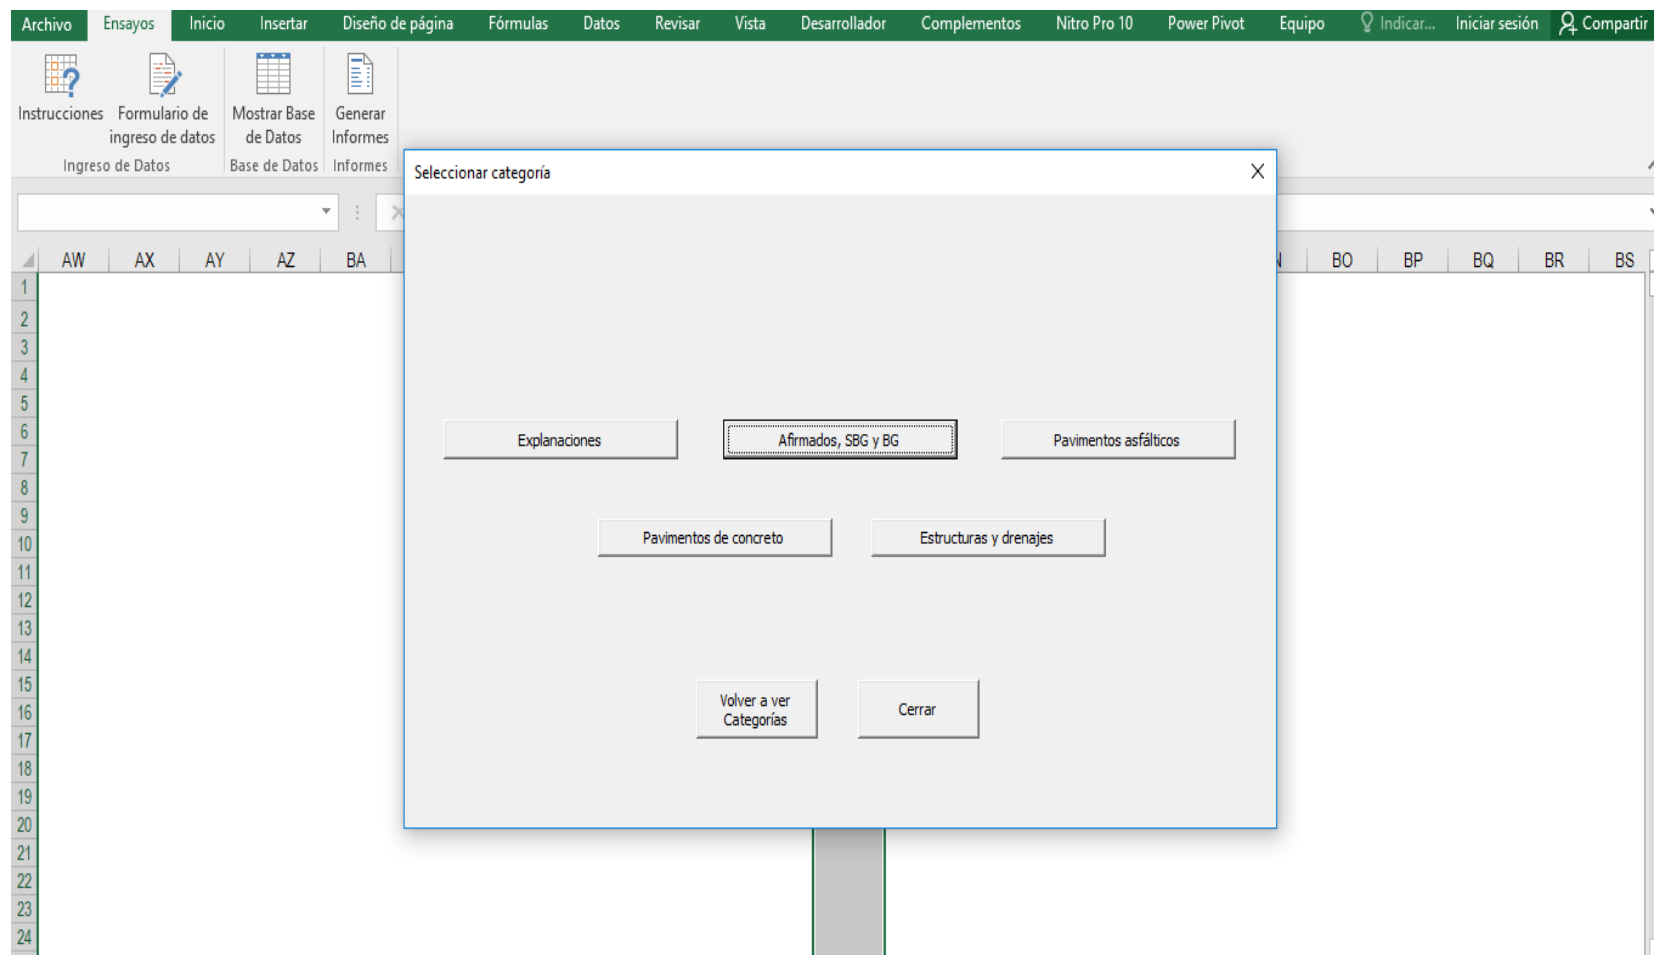 Archivo Ensayos Inicio Insertar Diseño de página Fórmulas Datos Revisar Vista Desarrollador Complementos Nitro Pro 10 Power Pivot Equipo Indicar... Iniciar sesión Compartir
Instrucciones Formulario de Mostrar Base Generar
ingreso de datos de Datos Informes
Ingreso de Datos Base de Datos Informes
Seleccionar categoría
AW AX AY AZ BA BO BP BQ BR BS
1
2
3
4
5
6
Explanaciones Afirmados, SBG y BG Pavimentos asfálticos
7
8
9
10
Pavimentos de concreto Estructuras y drenajes
11
12
13
14
15
Volver a ver
Categorías
Cerrar
16
17
18
19
20
21
22
23
24